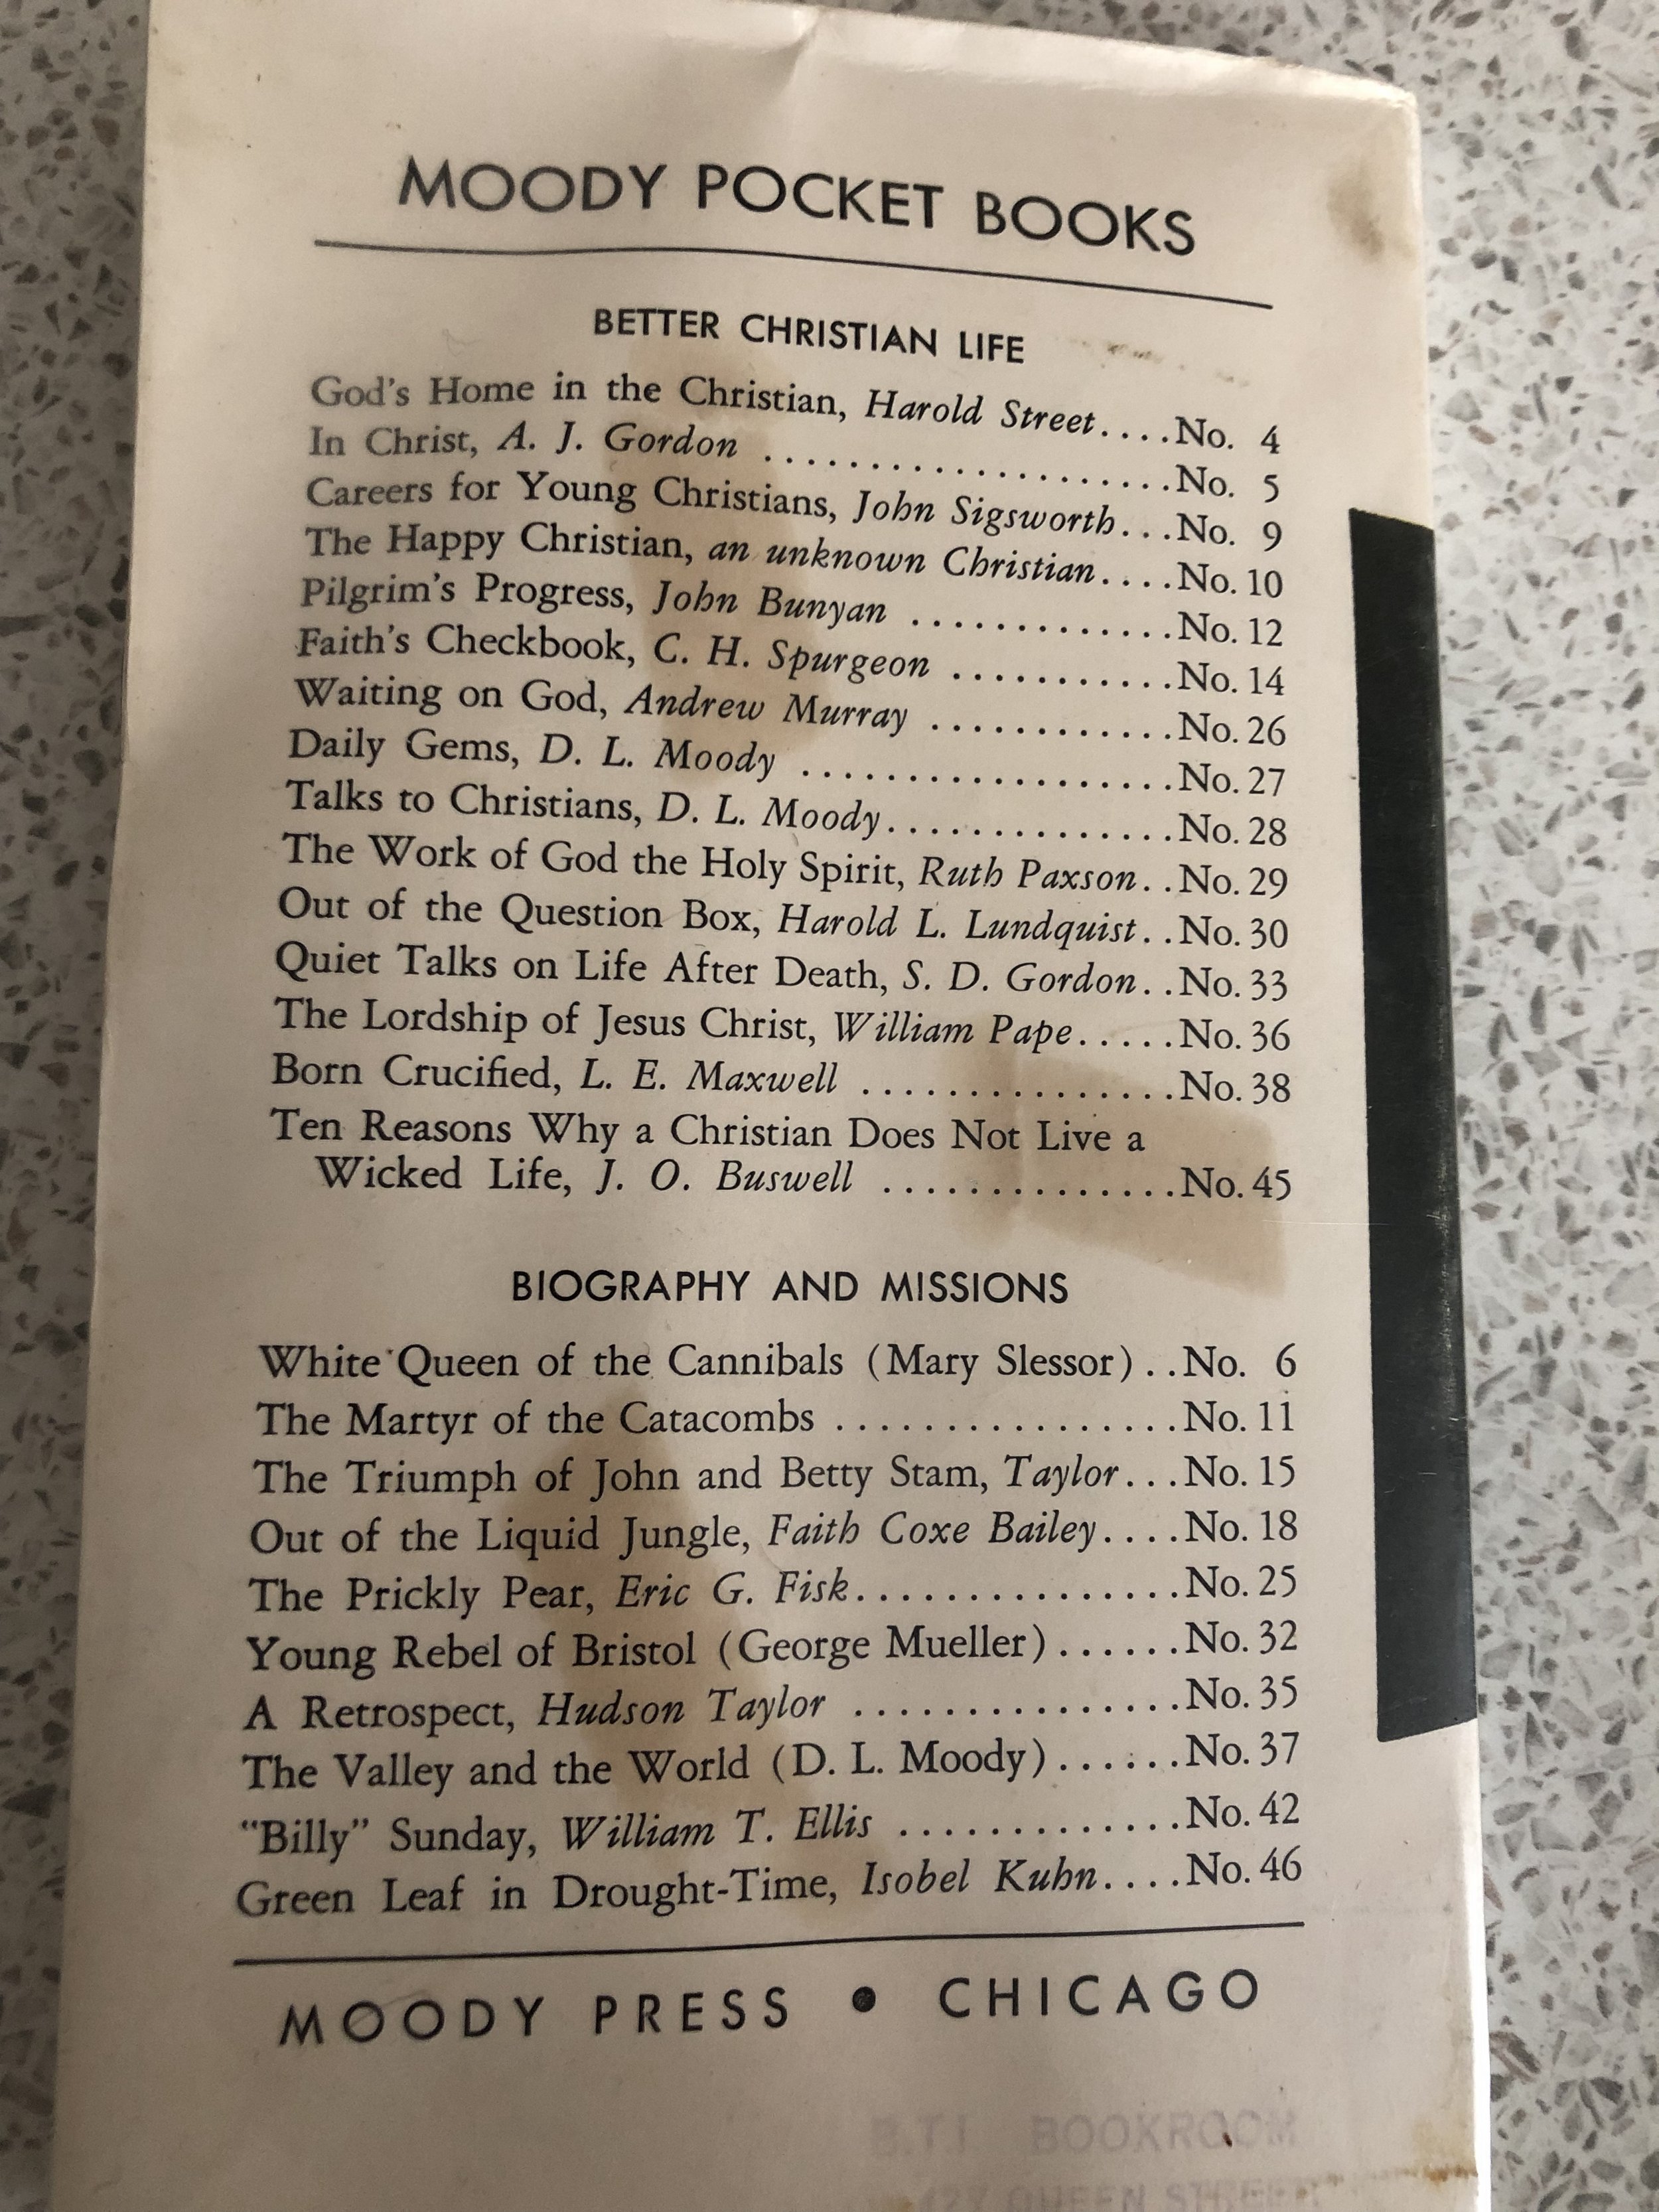 MOODY POCKET BOOKS
BETTER CHRISTIAN LIFE
God's Home in the Christian, Harold Street....No. 4
In Christ, A. J. Gordon ...................No. 5
Careers for Young Christians, John Sigsworth...No. 9
The Happy Christian, an unknown Christian....No. 10
Pilgrim's Progress, John Bunyan .............No. 12
Faith's Checkbook, C. H. Spurgeon ...........No. 14
Waiting on God, Andrew Murray ............No. 26
Daily Gems, D. L. Moody ..................No. 27
Talks to Christians, D. L. Moody..............No. 28
The Work of God the Holy Spirit, Ruth Paxson..No. 29
Out of the Question Box, Harold L. Lundquist..No. 30
Quiet Talks on Life After Death, S. D. Gordon..No. 33
The Lordship of Jesus Christ, William Pape.....No. 36
Born Crucified, L. E. Maxwell ...............No. 38
Ten Reasons Why a Christian Does Not Live a
Wicked Life, J. O. Buswell ..............No. 45
BIOGRAPHY AND MISSIONS
White Queen of the Cannibals (Mary Slessor)..No. 6
The Martyr of the Catacombs ................No. 11
The Triumph of John and Betty Stam, Taylor...No. 15
Out of the Liquid Jungle, Faith Coxe Bailey....No. 18
The Prickly Pear, Eric G. Fisk...............No. 25
Young Rebel of Bristol (George Mueller)......No. 32
A Retrospect, Hudson Taylor ...............No. 35
The Valley and the World (D. L. Moody)......No. 37
"Billy" Sunday, William T. Ellis .............No. 42
Green Leaf in Drought-Time, Isobel Kuhn....No. 46
MOODY PRESS • CHICAGO
B.T.I BOOKROOM
427 QUEEN STREET